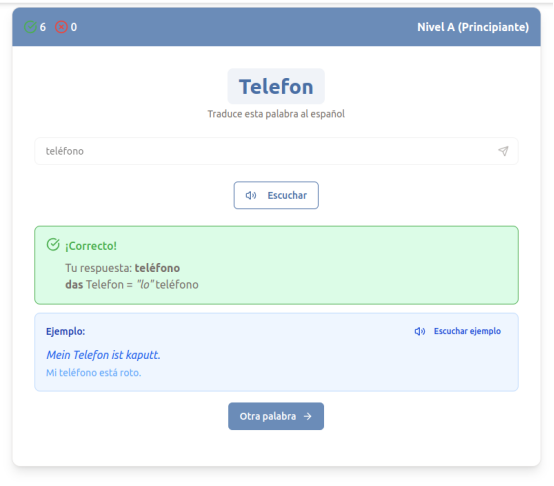 6 0 Nivel A (Principiante)
Telefon
Traduce esta palabra al español
teléfono
Escuchar
¡Correcto!
Tu respuesta: teléfono
das Telefon = "lo" teléfono
Ejemplo: Escuchar ejemplo
Mein Telefon ist kaputt.
Mi teléfono está roto.
Otra palabra →